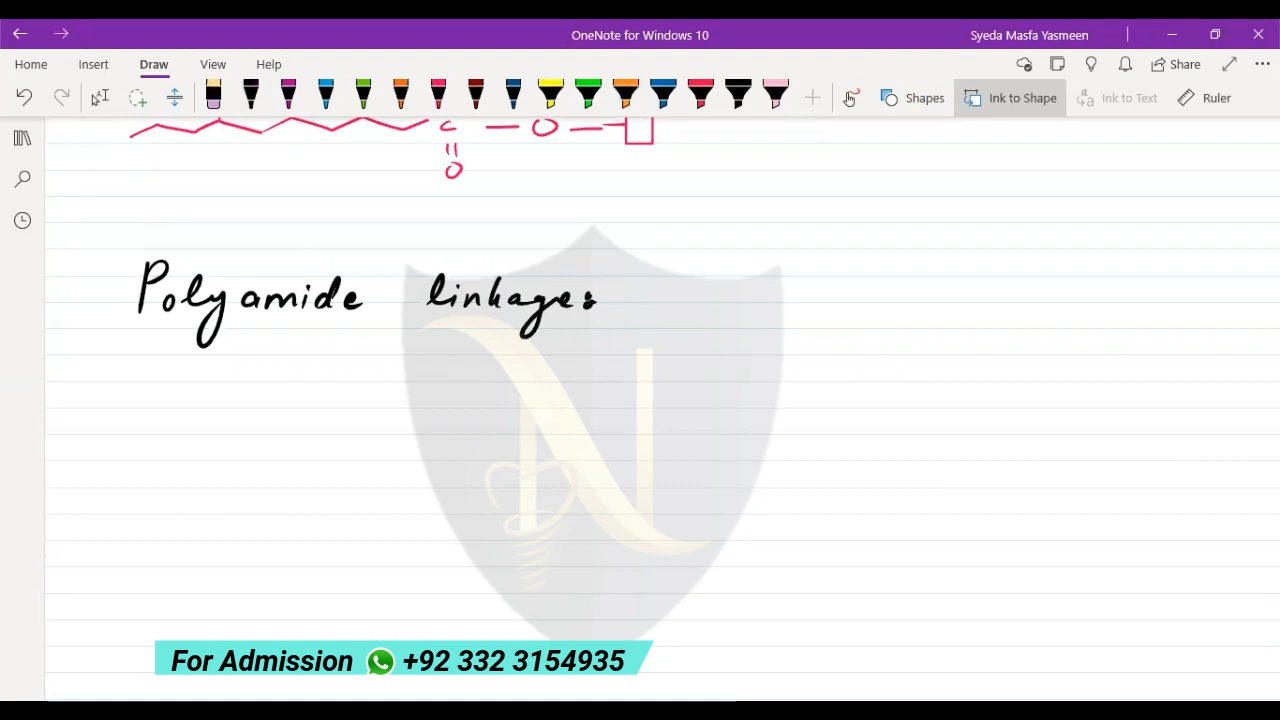 OneNote for Windows 10
Syeda Masfa Yasmeen
Home Insert Draw View Help
Share
Shapes Ink to Shape Ink to Text Ruler
C — O —
O
Polyamide linkages
N
For Admission +92 332 3154935